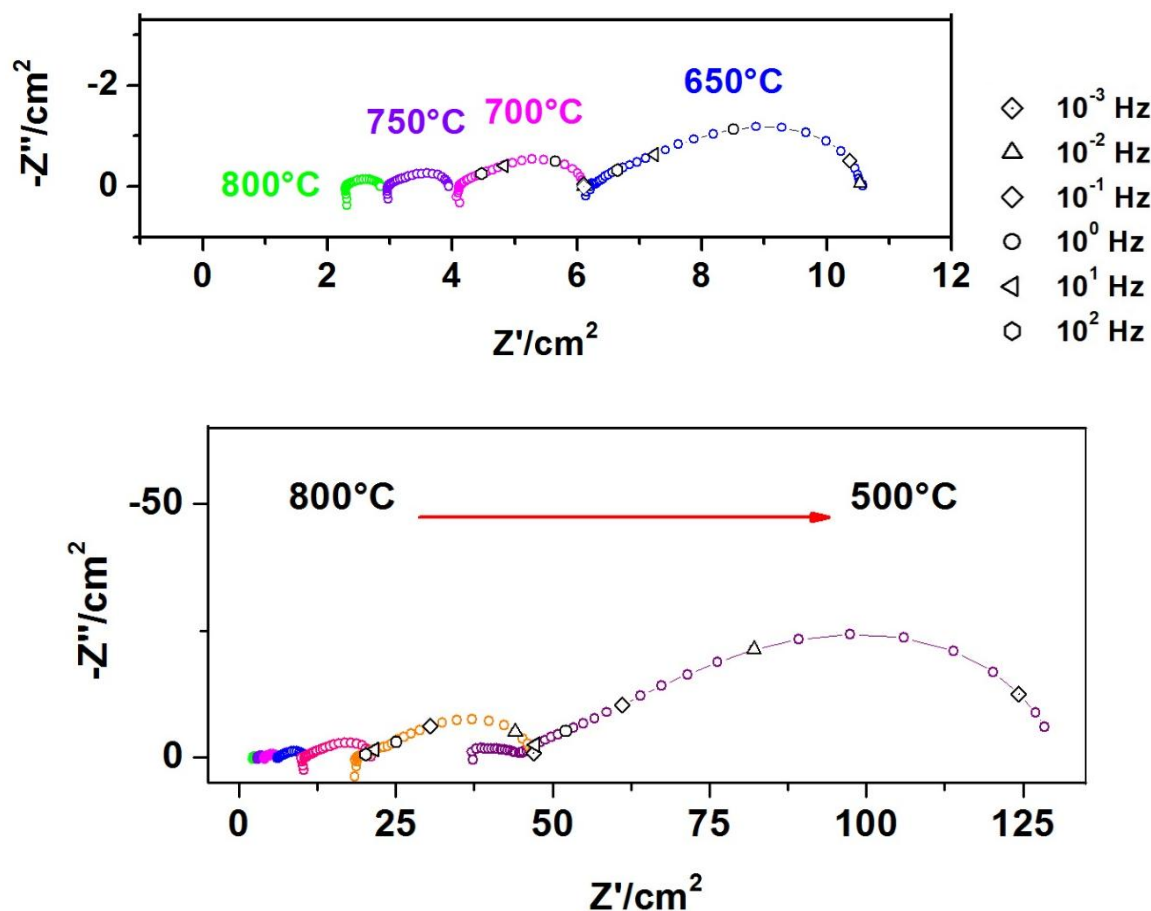 -Z''/cm²
-2
0
800°C
750°C
700°C
650°C
0 2 4 6 8 10 12
Z'/cm²
10⁻³ Hz
10⁻² Hz
10⁻¹ Hz
10⁰ Hz
10¹ Hz
10² Hz
-Z''/cm²
-50
0
800°C 500°C
0 25 50 75 100 125
Z'/cm²